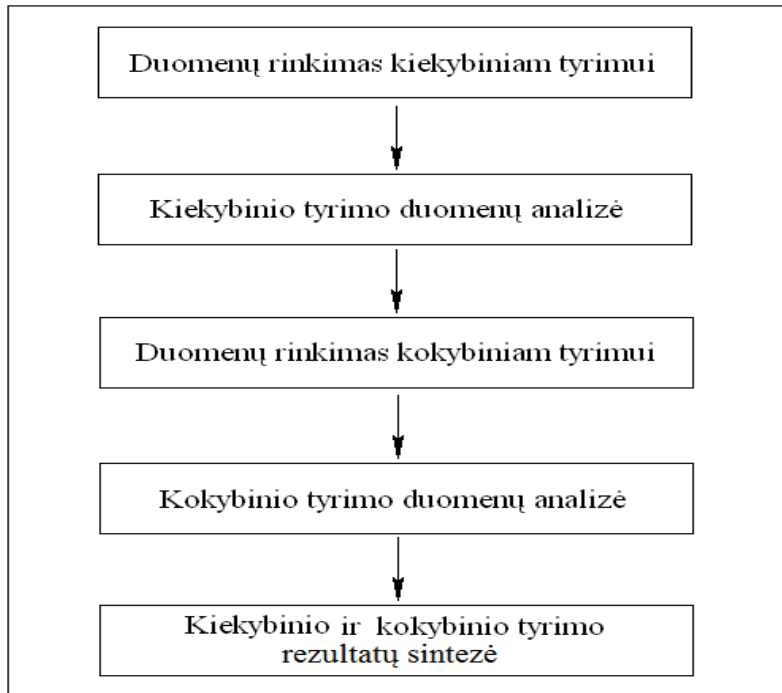 Duomenų rinkimas kiekybiniam tyrimui
Kiekybinio tyrimo duomenų analizė
Duomenų rinkimas kokybiniam tyrimui
Kokybinio tyrimo duomenų analizė
Kiekybinio ir kokybinio tyrimo
rezultatų sintezė